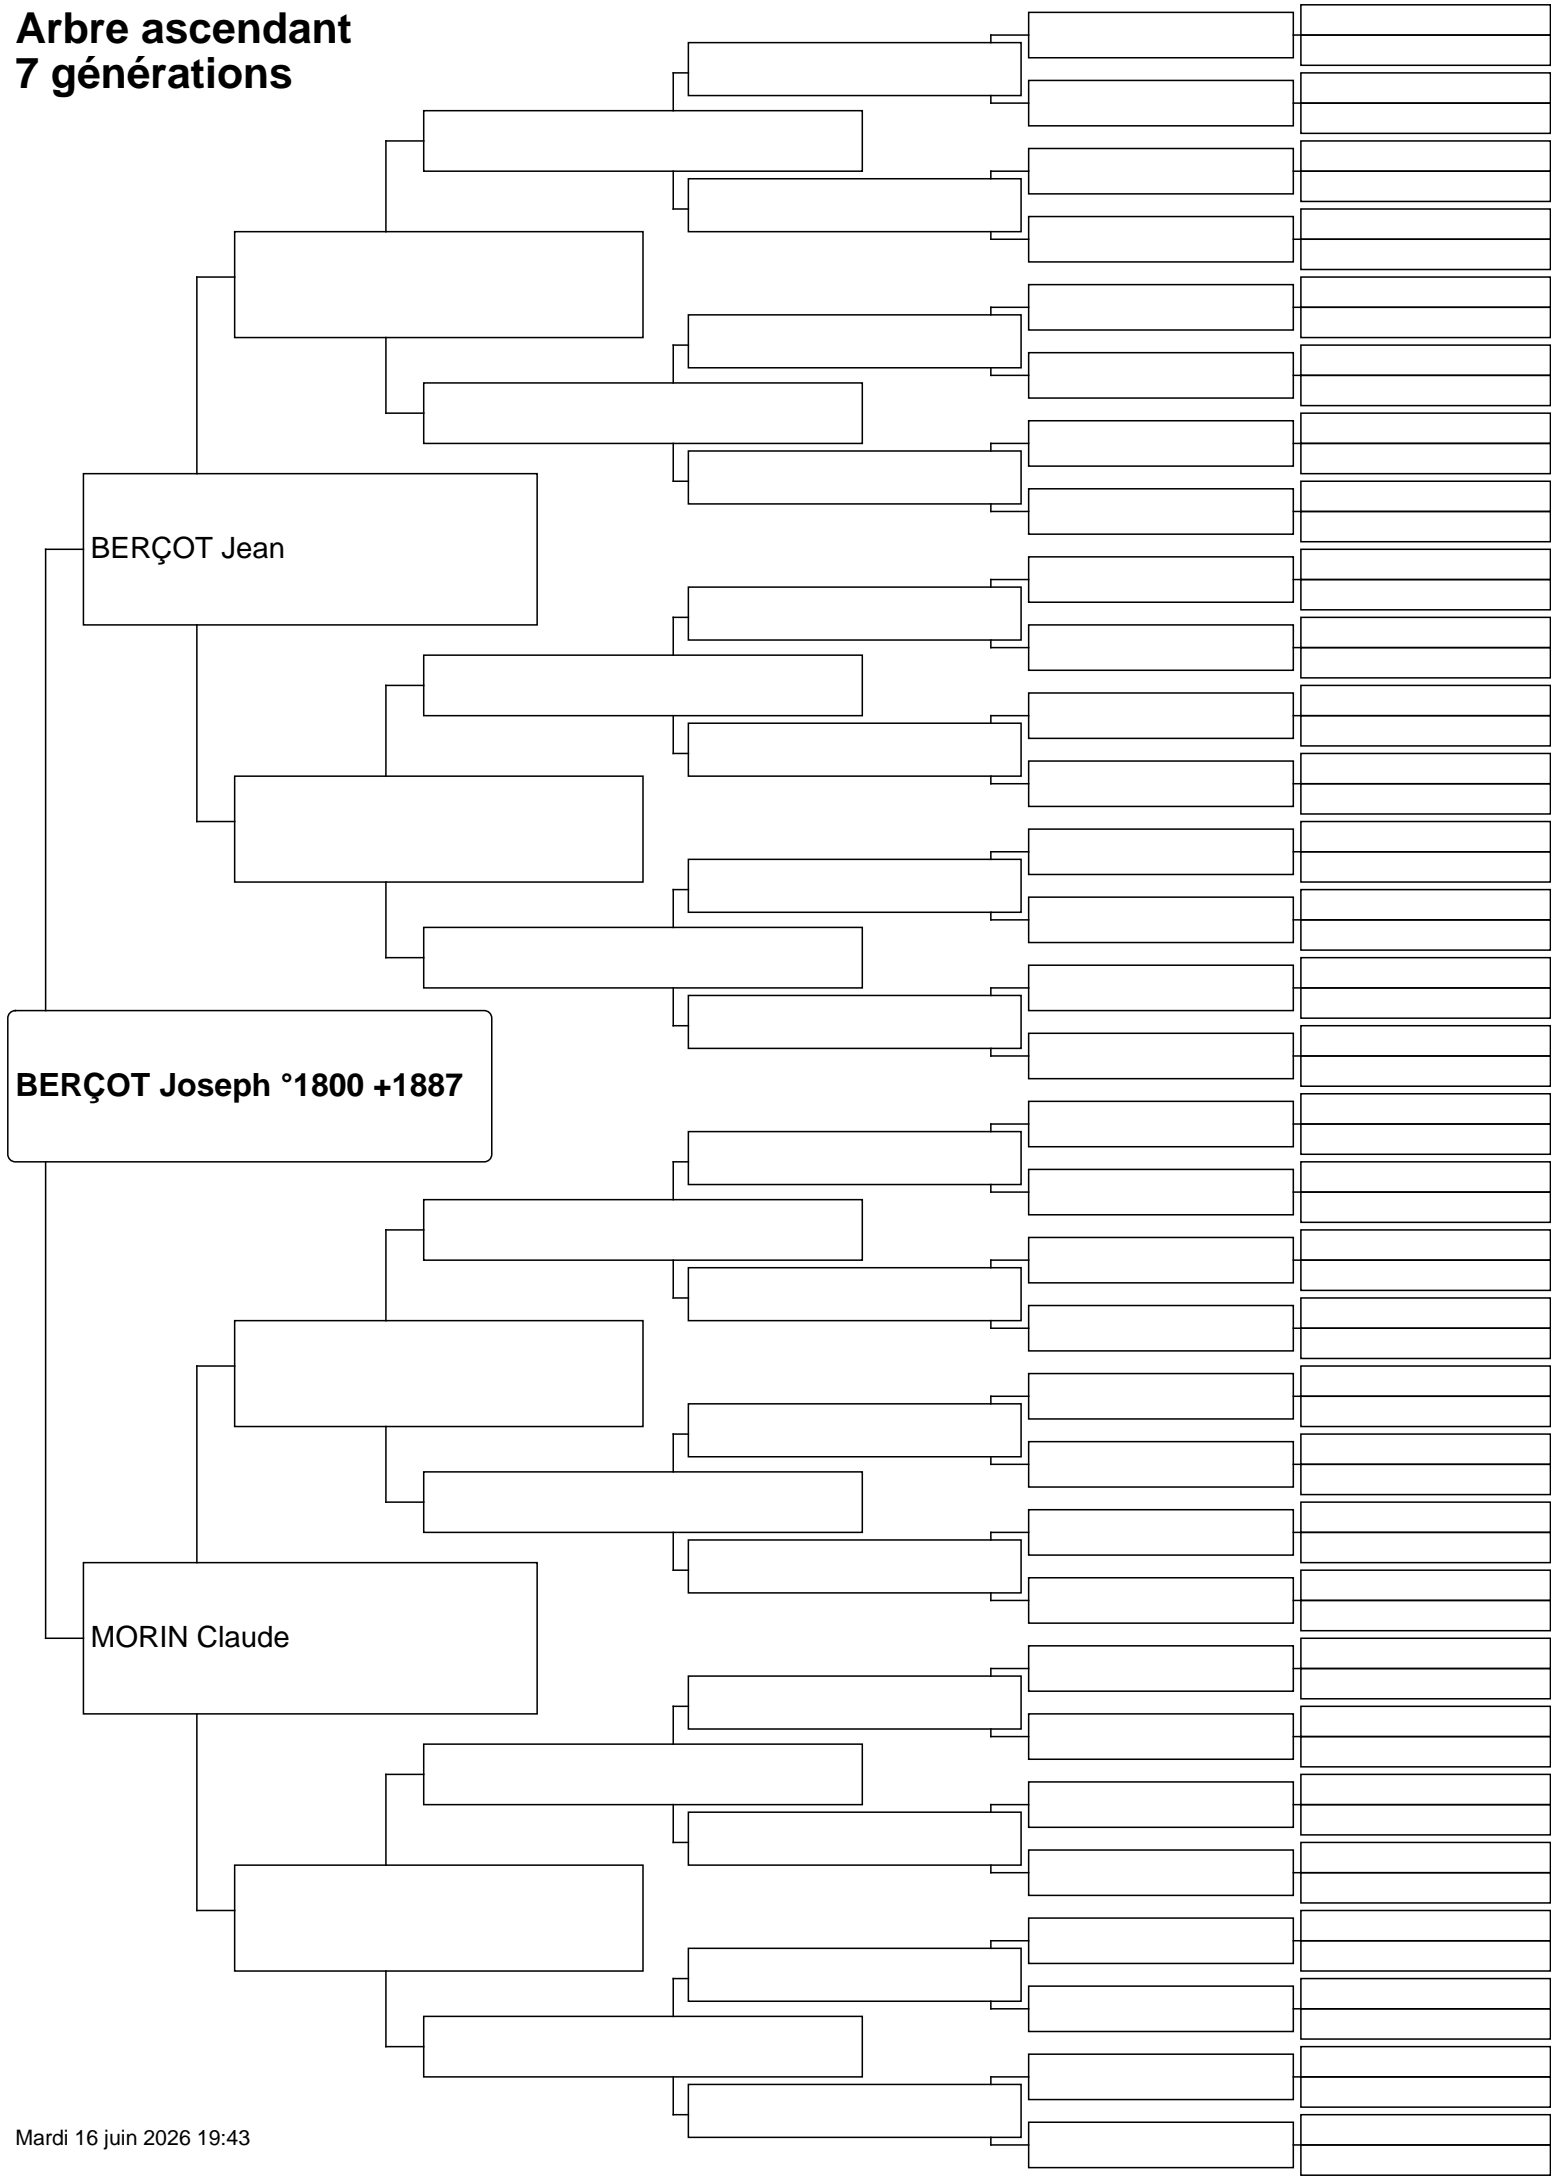 Arbre ascendant
7 générations
BERÇOT Jean
BERÇOT Joseph °1800 +1887
MORIN Claude
Mardi 16 juin 2026 19:43